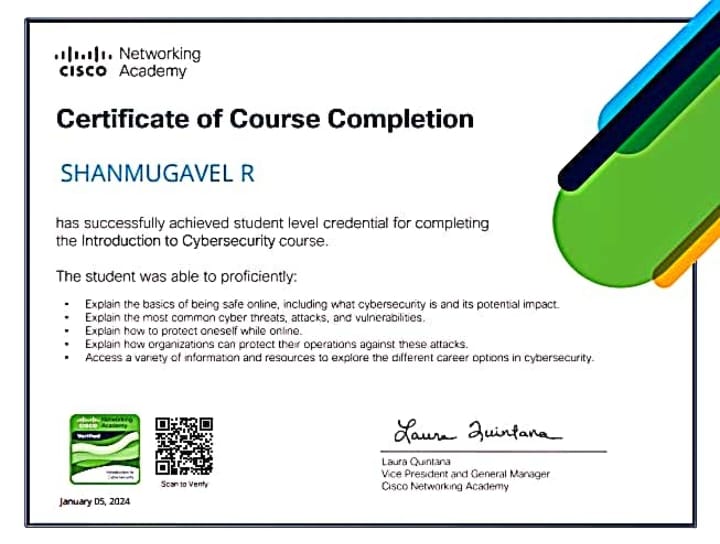 Networking
CISCO Academy
Certificate of Course Completion
SHANMUGAVEL R
has successfully achieved student level credential for completing
the Introduction to Cybersecurity course.
The student was able to proficiently:
• Explain the basics of being safe online, including what cybersecurity is and its potential impact.
• Explain the most common cyber threats, attacks, and vulnerabilities.
• Explain how to protect oneself while online.
• Explain how organizations can protect their operations against these attacks.
• Access a variety of information and resources to explore the different career options in cybersecurity.
Networking
CISCO Academy
Verified
Introduction to
Cybersecurity
Scan to Verify
January 05, 2024
Laura Quintana
Laura Quintana
Vice President and General Manager
Cisco Networking Academy